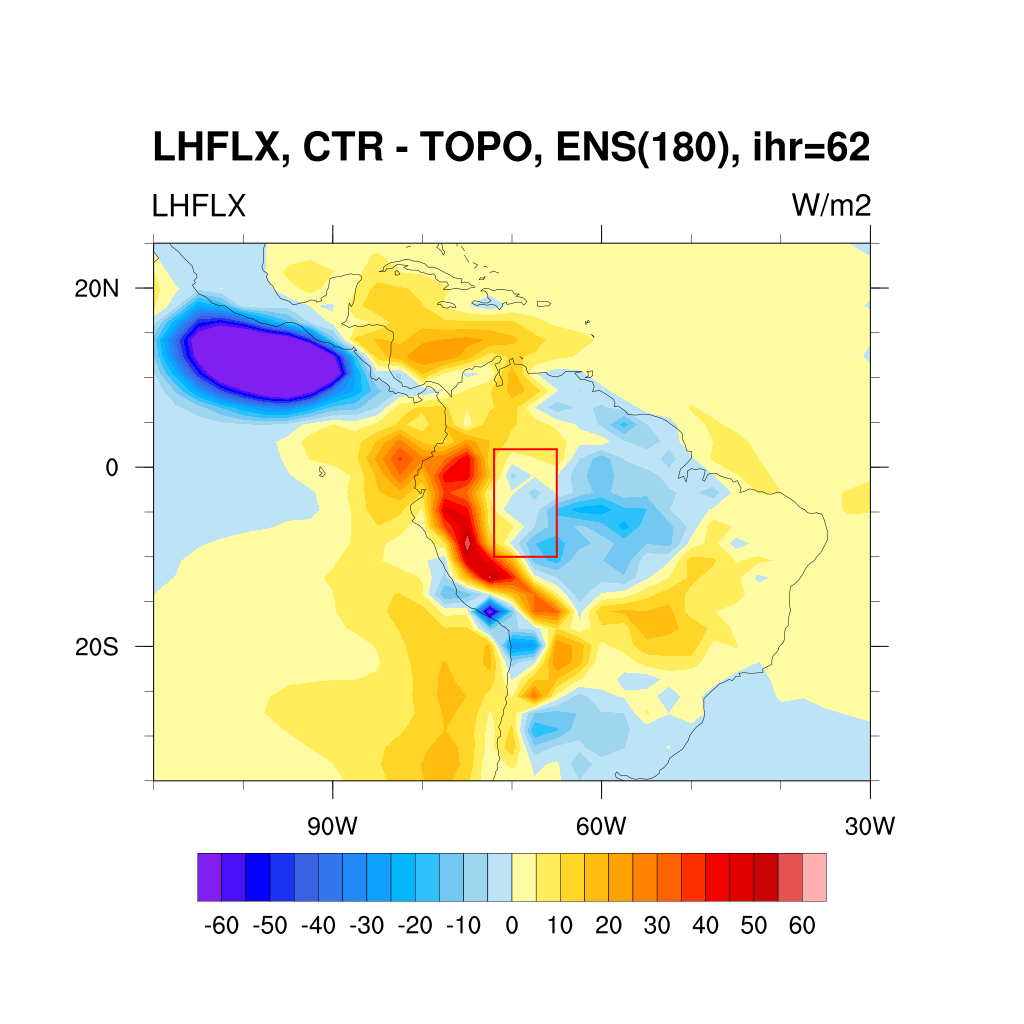 LHFLX, CTR - TOPO, ENS(180), ihr=62
LHFLX W/m2
20N
0
20S
90W 60W 30W
-60 -50 -40 -30 -20 -10 0 10 20 30 40 50 60